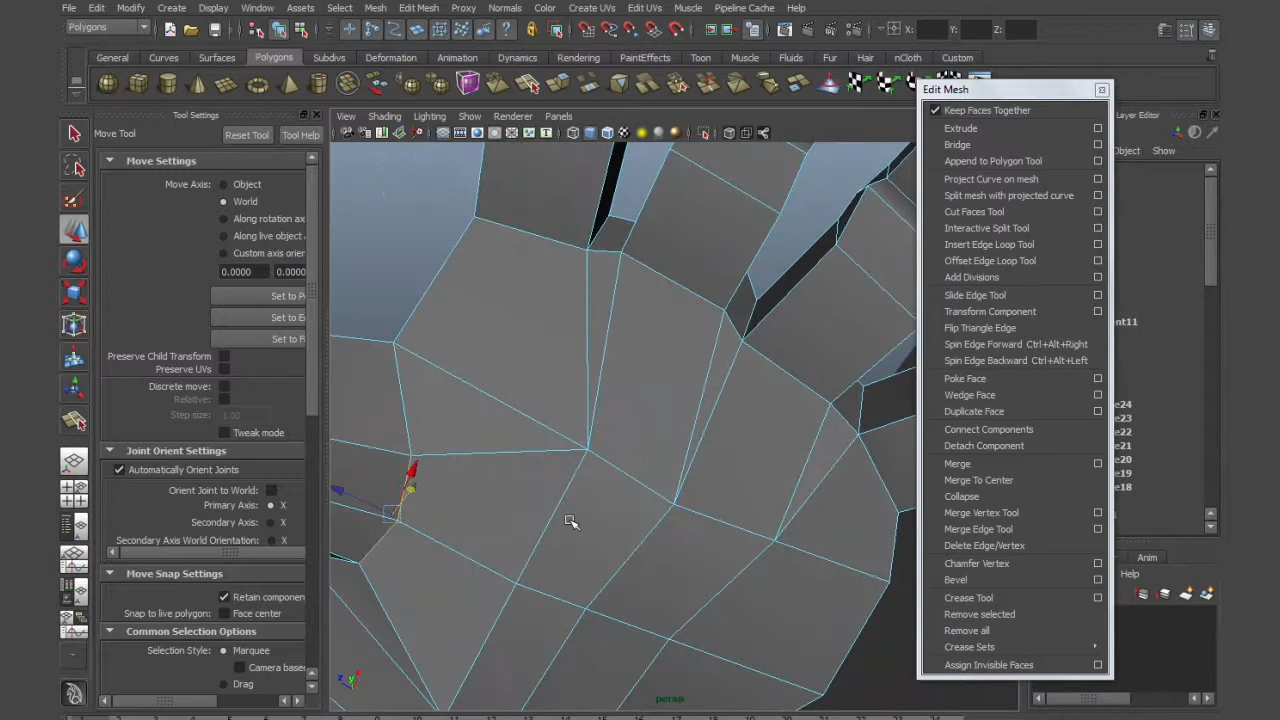 File Edit Modify Create Display Window Assets Select Mesh Edit Mesh Proxy Normals Color Create UVs Edit UVs Muscle Pipeline Cache Help
Polygons
X: Y: Z:
General Curves Surfaces Subdivs Deformation Animation Dynamics Rendering PaintEffects Toon Muscle Fluids Fur Hair nCloth Custom
Polygons
Tool Settings
Move Tool Reset Tool Tool Help
Move Settings
Move Axis: Object
World
Along rotation ax
Along live object
Custom axis orien
0.0000 0.0000
Set to P
Set to E
Set to F
Preserve Child Transform
Preserve UVs
Discrete move:
Relative:
Step size: 1.00
Tweak mode
Joint Orient Settings
Automatically Orient Joints
Orient Joint to World:
Primary Axis: X
Secondary Axis: X
Secondary Axis World Orientation: X
Move Snap Settings
Retain componen
Snap to live polygon: Face center
Common Selection Options
Selection Style: Marquee
Camera base
Drag
View Shading Lighting Show Renderer Panels
persp
Edit Mesh
Keep Faces Together
Extrude
Bridge
Append to Polygon Tool
Project Curve on mesh
Split mesh with projected curve
Cut Faces Tool
Interactive Split Tool
Insert Edge Loop Tool
Offset Edge Loop Tool
Add Divisions
Slide Edge Tool
Transform Component
Flip Triangle Edge
Spin Edge Forward Ctrl+Alt+Right
Spin Edge Backward Ctrl+Alt+Left
Poke Face
Wedge Face
Duplicate Face
Connect Components
Detach Component
Merge
Merge To Center
Collapse
Merge Vertex Tool
Merge Edge Tool
Delete Edge/Vertex
Chamfer Vertex
Bevel
Crease Tool
Remove selected
Remove all
Crease Sets
Assign Invisible Faces
Layer Editor
Object Show
ent11
e24
e23
e22
e21
e20
e19
e18
Anim
Help